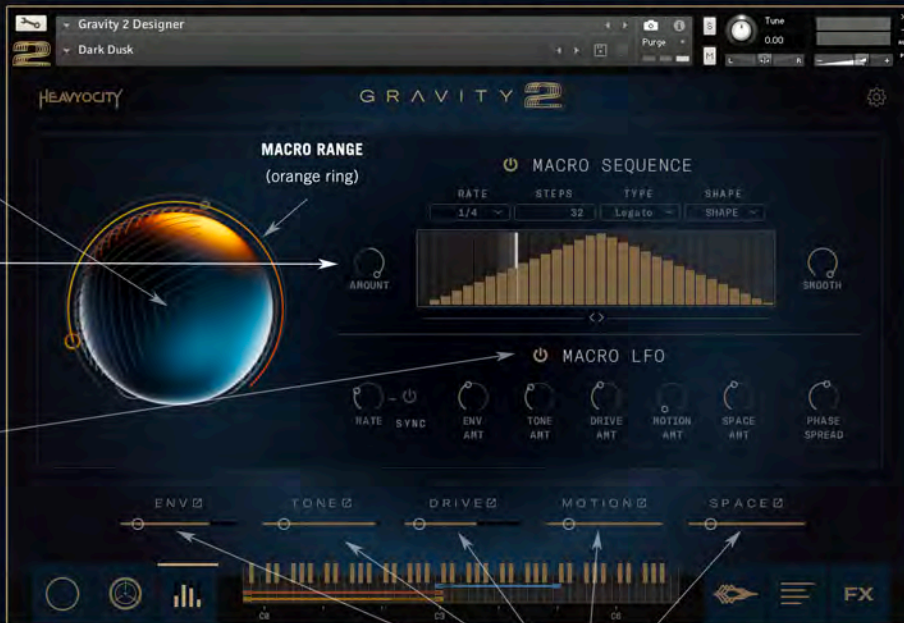 Gravity 2 Designer
Dark Dusk
Purge
S
M
Tune
0.00
L R
- +
HEAVYOCITY
GRAVITY 2
MACRO RANGE
(orange ring)
MACRO SEQUENCE
RATE STEPS TYPE SHAPE
1/4 32 Legato SHAPE
AMOUNT
SMOOTH
MACRO LFO
RATE
SYNC
ENV AMT
TONE AMT
DRIVE AMT
MOTION AMT
SPACE AMT
PHASE SPREAD
ENV TONE DRIVE MOTION SPACE
C0 C3 C6
FX